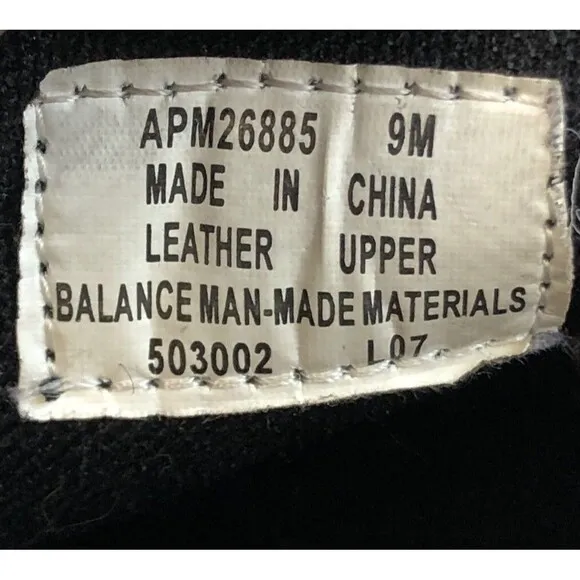 APM26885 9M
MADE IN CHINA
LEATHER UPPER
BALANCE MAN-MADE MATERIALS
503002 L07